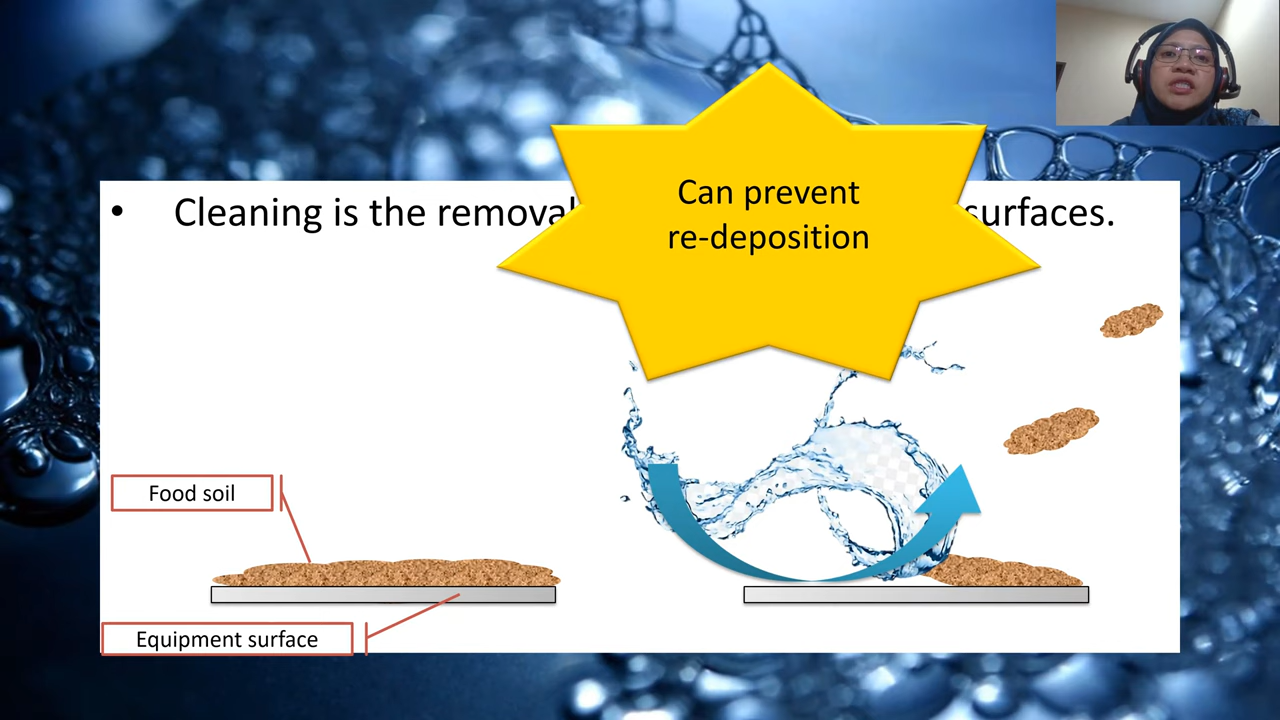 Can prevent
re-deposition
• Cleaning is the removal surfaces.
Food soil
Equipment surface